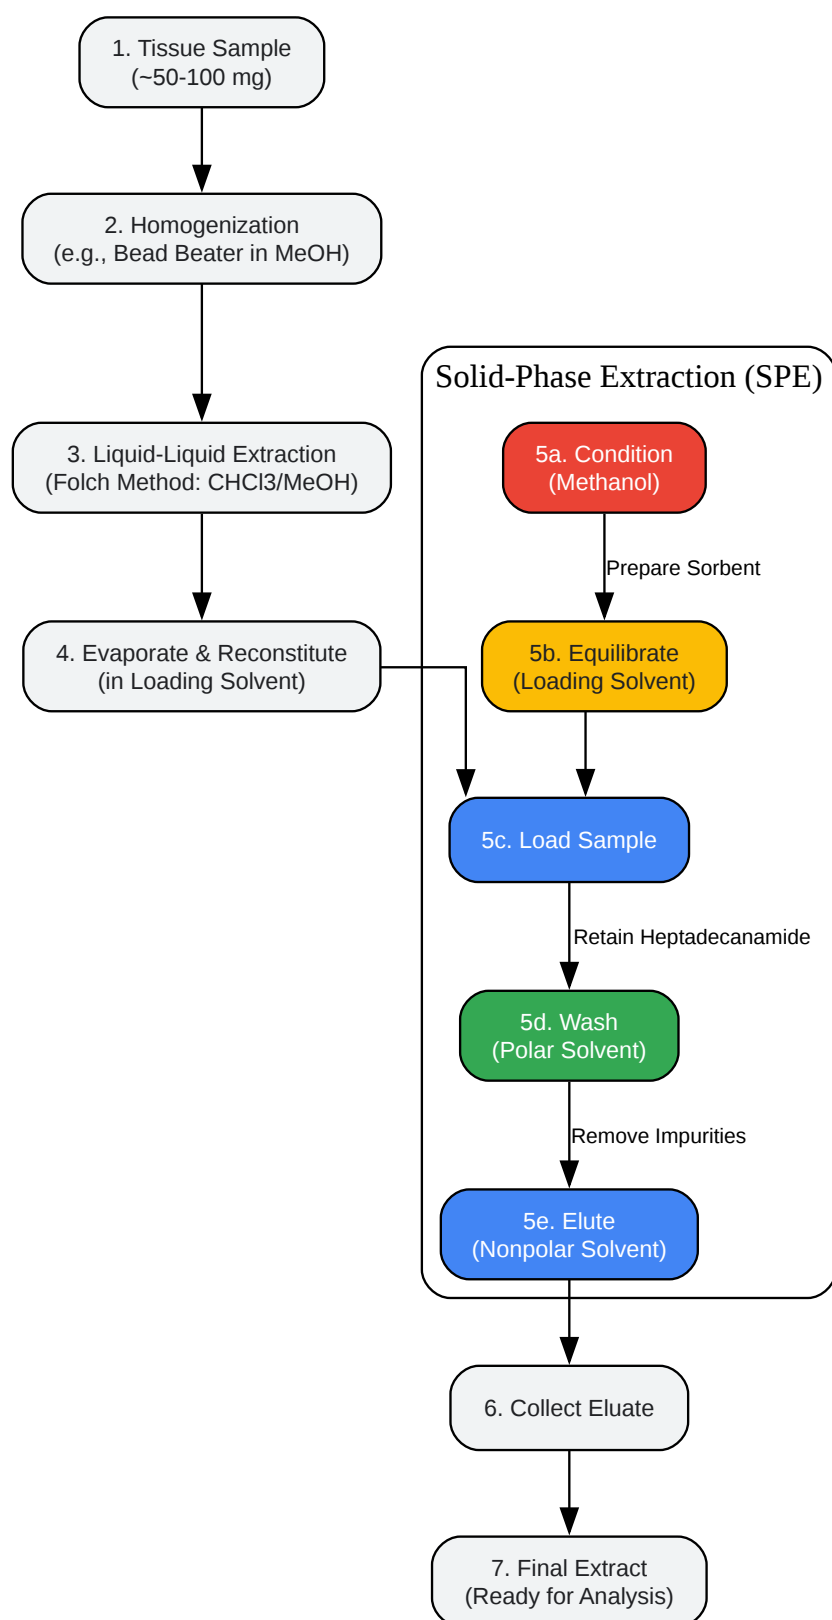 1. Tissue Sample
(~50-100 mg)
2. Homogenization
(e.g., Bead Beater in MeOH)
3. Liquid-Liquid Extraction
(Folch Method: CHCl3/MeOH)
4. Evaporate & Reconstitute
(in Loading Solvent)
Solid-Phase Extraction (SPE)
5a. Condition
(Methanol)
Prepare Sorbent
5b. Equilibrate
(Loading Solvent)
5c. Load Sample
Retain Heptadecanamide
5d. Wash
(Polar Solvent)
Remove Impurities
5e. Elute
(Nonpolar Solvent)
6. Collect Eluate
7. Final Extract
(Ready for Analysis)